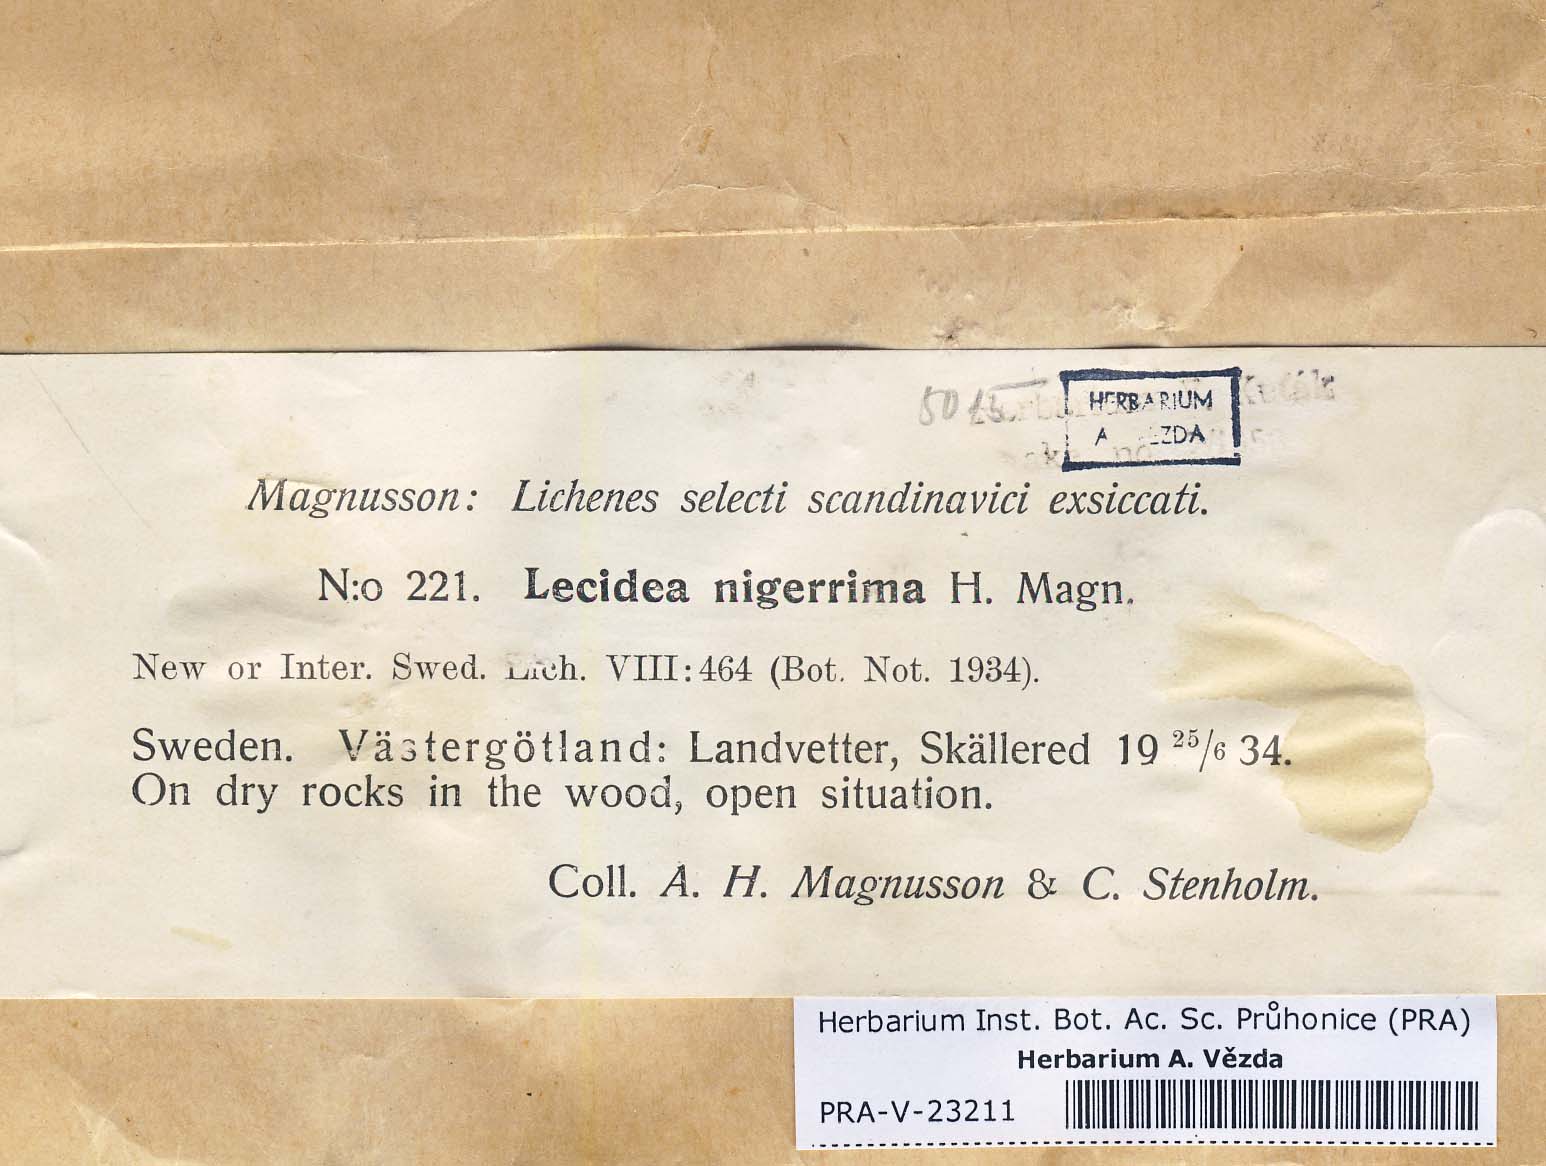 50
HERBARIUM
A VĚZDA
Magnusson: Lichenes selecti scandinavici exsiccati.
N:o 221. Lecidea nigerrima H. Magn.
New or Inter. Swed. Lich. VIII: 464 (Bot. Not. 1934).
Sweden. Västergötland: Landvetter, Skällered 19 25/6 34.
On dry rocks in the wood, open situation.
Coll. A. H. Magnusson & C. Stenholm.
Herbarium Inst. Bot. Ac. Sc. Průhonice (PRA)
Herbarium A. Vězda
PRA-V-23211